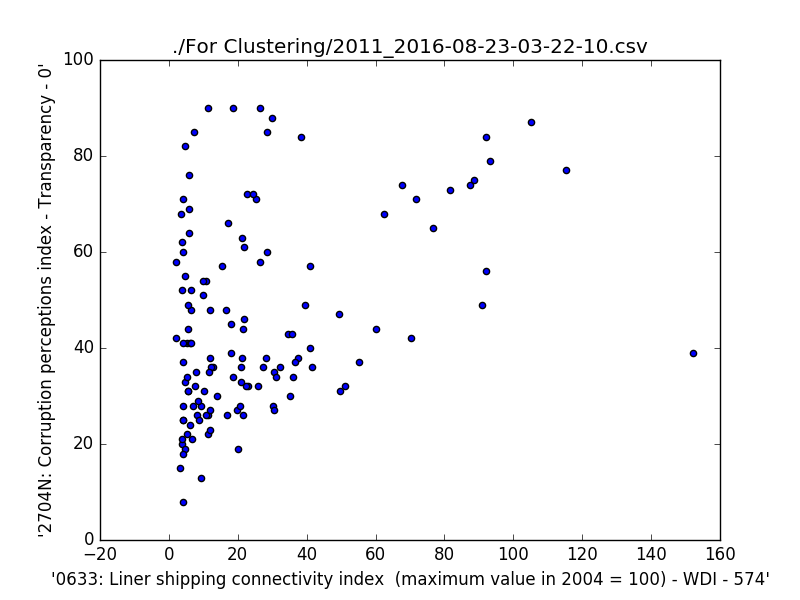 ./For Clustering/2011_2016-08-23-03-22-10.csv
100
80
60
40
20
0
'2704N: Corruption perceptions index - Transparency - 0'
−20 0 20 40 60 80 100 120 140 160
'0633: Liner shipping connectivity index  (maximum value in 2004 = 100) - WDI - 574'